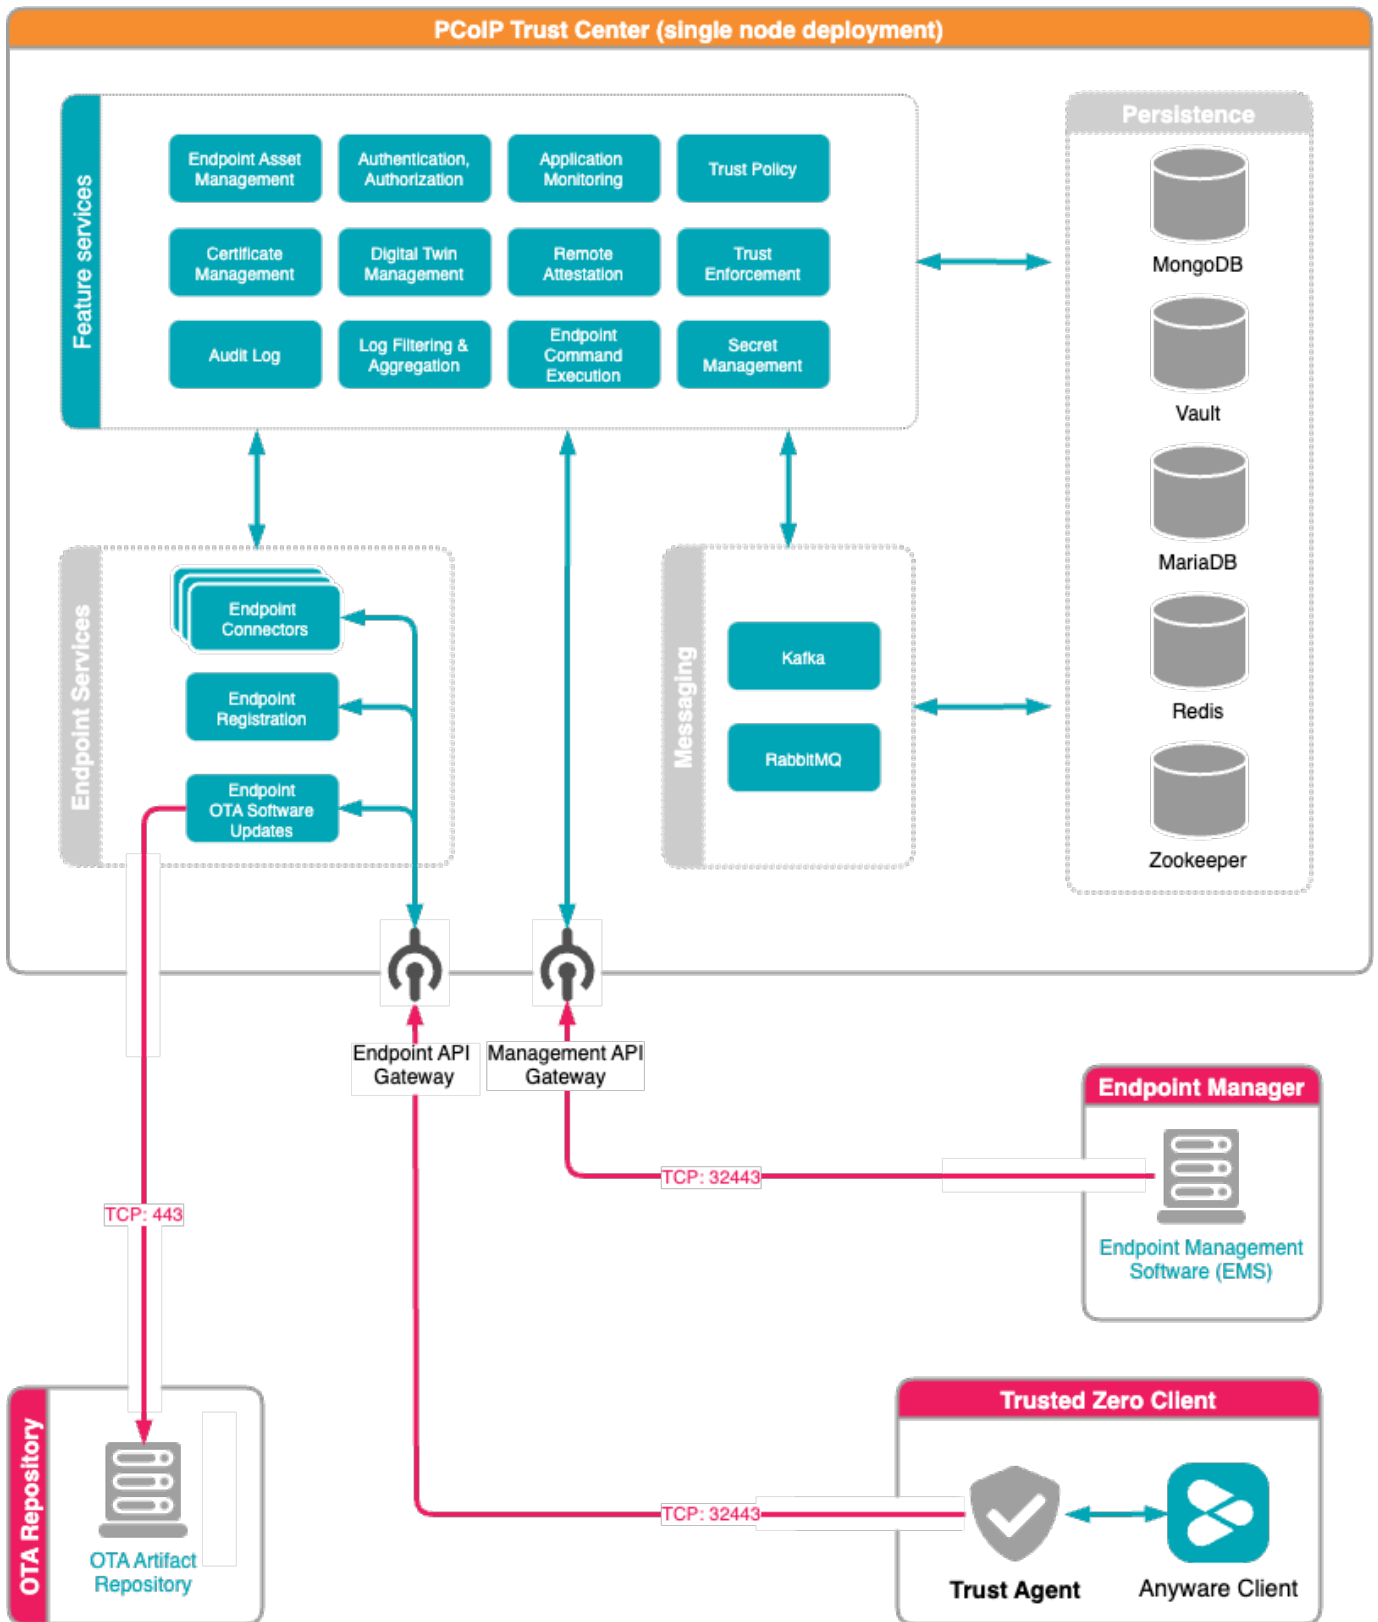 PCoIP Trust Center (single node deployment)
Feature services
Endpoint Asset
Management
Authentication,
Authorization
Application
Monitoring
Trust Policy
Certificate
Management
Digital Twin
Management
Remote
Attestation
Trust
Enforcement
Audit Log
Log Filtering &
Aggregation
Endpoint
Command
Execution
Secret
Management
Persistence
MongoDB
Vault
MariaDB
Redis
Zookeeper
Endpoint Services
Endpoint
Connectors
Endpoint
Registration
Endpoint
OTA Software
Updates
Messaging
Kafka
RabbitMQ
Endpoint API
Gateway
Management API
Gateway
Endpoint Manager
TCP: 32443
Endpoint Management
Software (EMS)
TCP: 443
OTA Repository
OTA Artifact
Repository
TCP: 32443
Trusted Zero Client
Trust Agent
Anyware Client